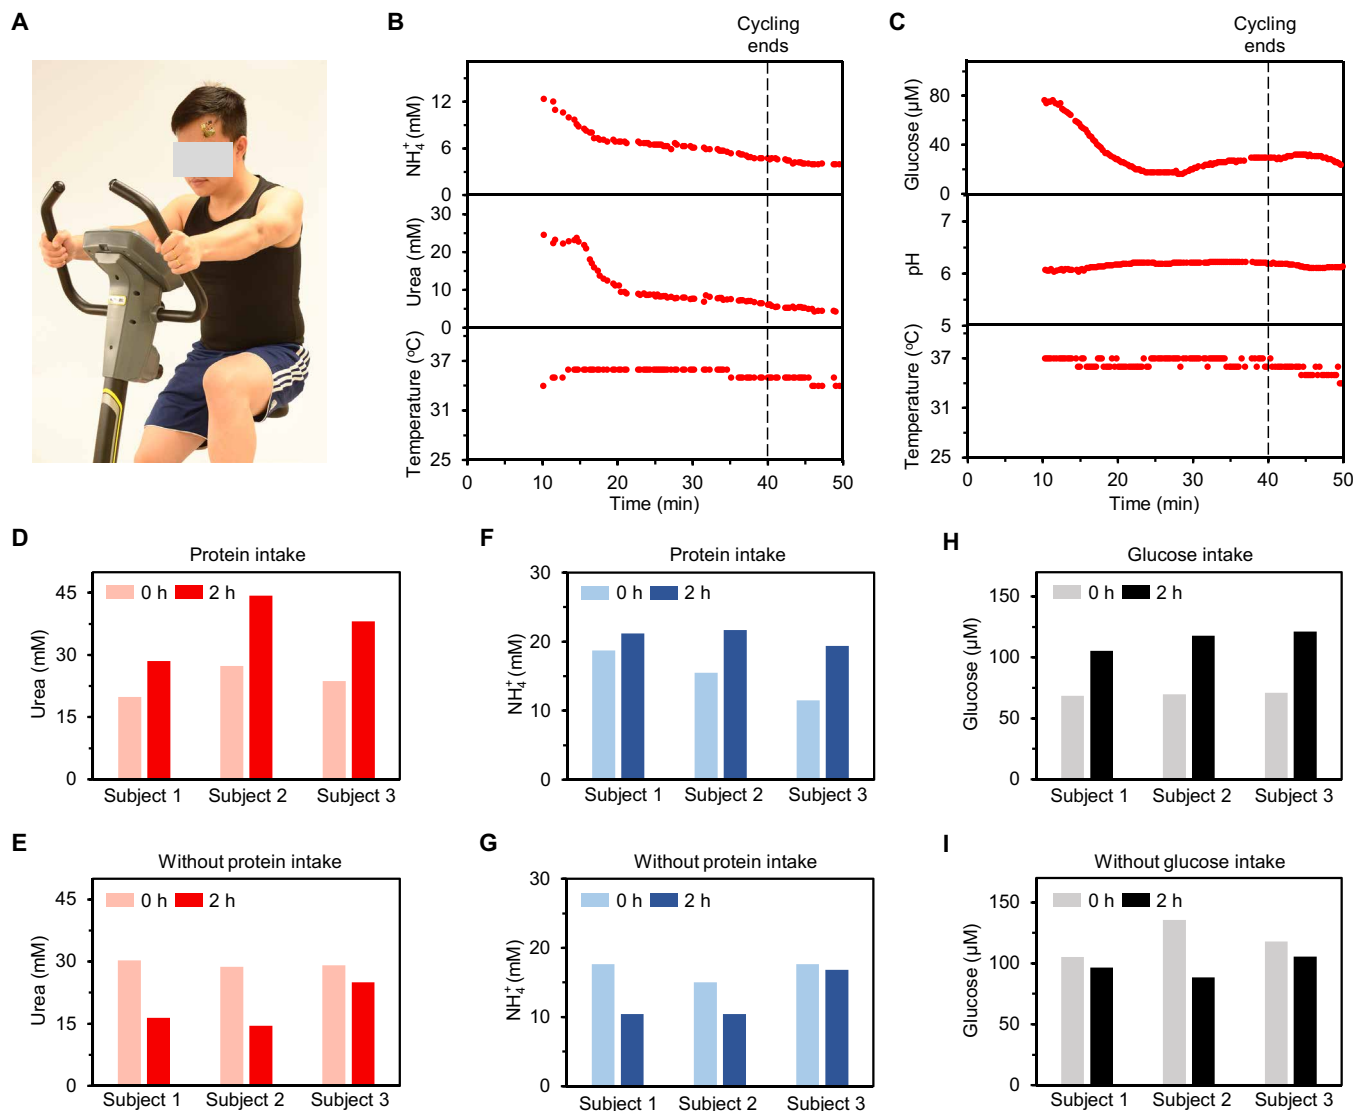 A
B
Cycling
ends
NH₄⁺ (mM)
12
6
0
Urea (mM)
30
20
10
0
Temperature (°C)
37
31
25
0
10
20
30
40
50
Time (min)
C
Cycling
ends
Glucose (µM)
80
40
0
pH
7
6
5
Temperature (°C)
37
31
25
0
10
20
30
40
50
Time (min)
D
Protein intake
0 h 2 h
Urea (mM)
45
30
15
0
Subject 1 Subject 2 Subject 3
F
Protein intake
0 h 2 h
NH₄⁺ (mM)
30
20
10
0
Subject 1 Subject 2 Subject 3
H
Glucose intake
0 h 2 h
Glucose (µM)
150
100
50
0
Subject 1 Subject 2 Subject 3
E
Without protein intake
0 h 2 h
Urea (mM)
45
30
15
0
Subject 1 Subject 2 Subject 3
G
Without protein intake
0 h 2 h
NH₄⁺ (mM)
30
20
10
0
Subject 1 Subject 2 Subject 3
I
Without glucose intake
0 h 2 h
Glucose (µM)
150
100
50
0
Subject 1 Subject 2 Subject 3